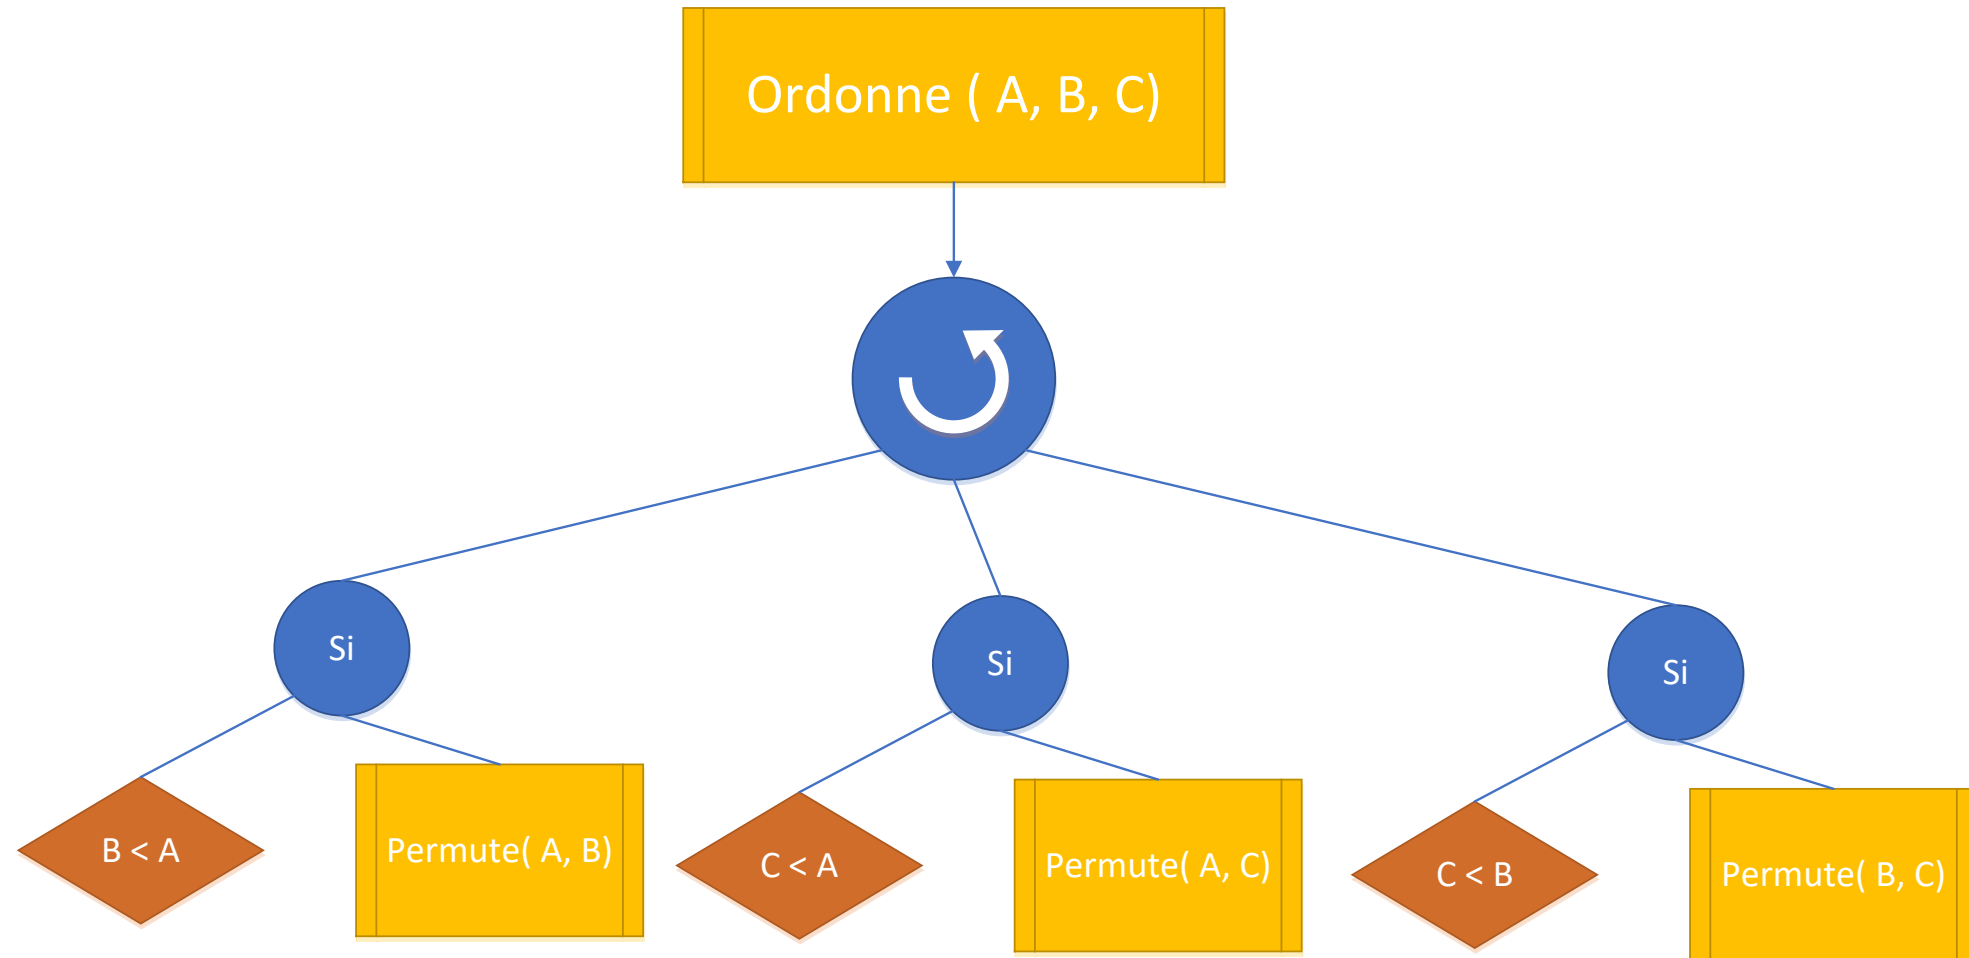 Ordonne ( A, B, C)
Si
Si
Si
B < A
Permute( A, B)
C < A
Permute( A, C)
C < B
Permute( B, C)